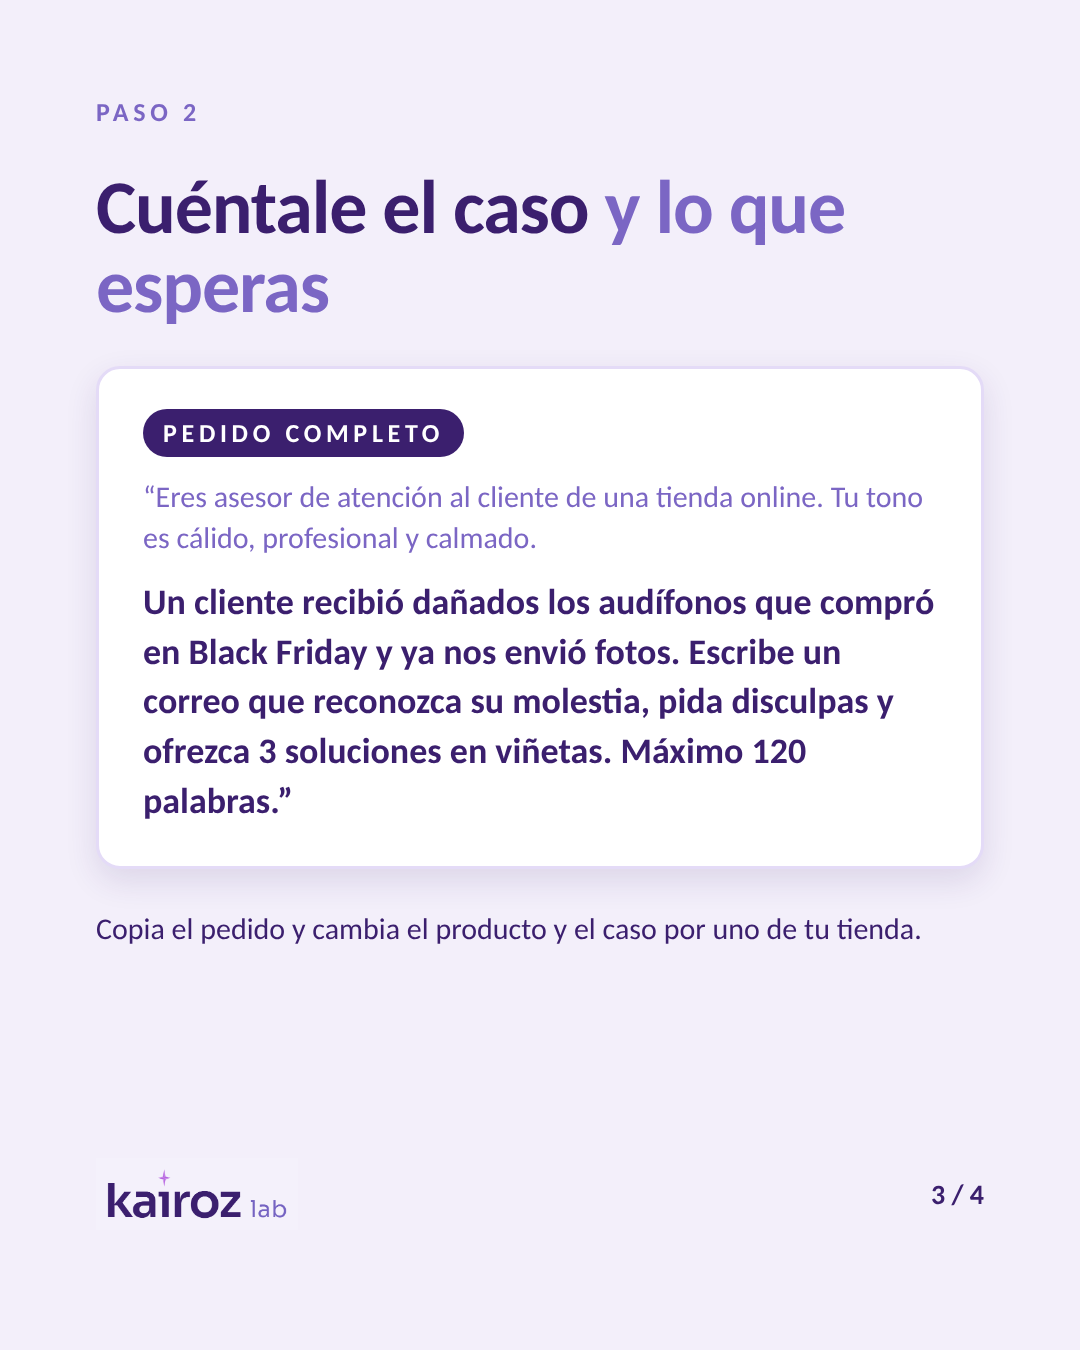 PASO 2
Cuéntale el caso y lo que
esperas
PEDIDO COMPLETO
“Eres asesor de atención al cliente de una tienda online. Tu tono
es cálido, profesional y calmado.
Un cliente recibió dañados los audífonos que compró
en Black Friday y ya nos envió fotos. Escribe un
correo que reconozca su molestia, pida disculpas y
ofrezca 3 soluciones en viñetas. Máximo 120
palabras.”
Copia el pedido y cambia el producto y el caso por uno de tu tienda.
kairoz lab
3 / 4